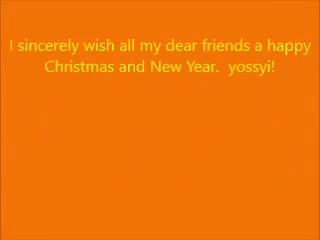 I sincerely wish all my dear friends a happy
Christmas and New Year.  yossyi!